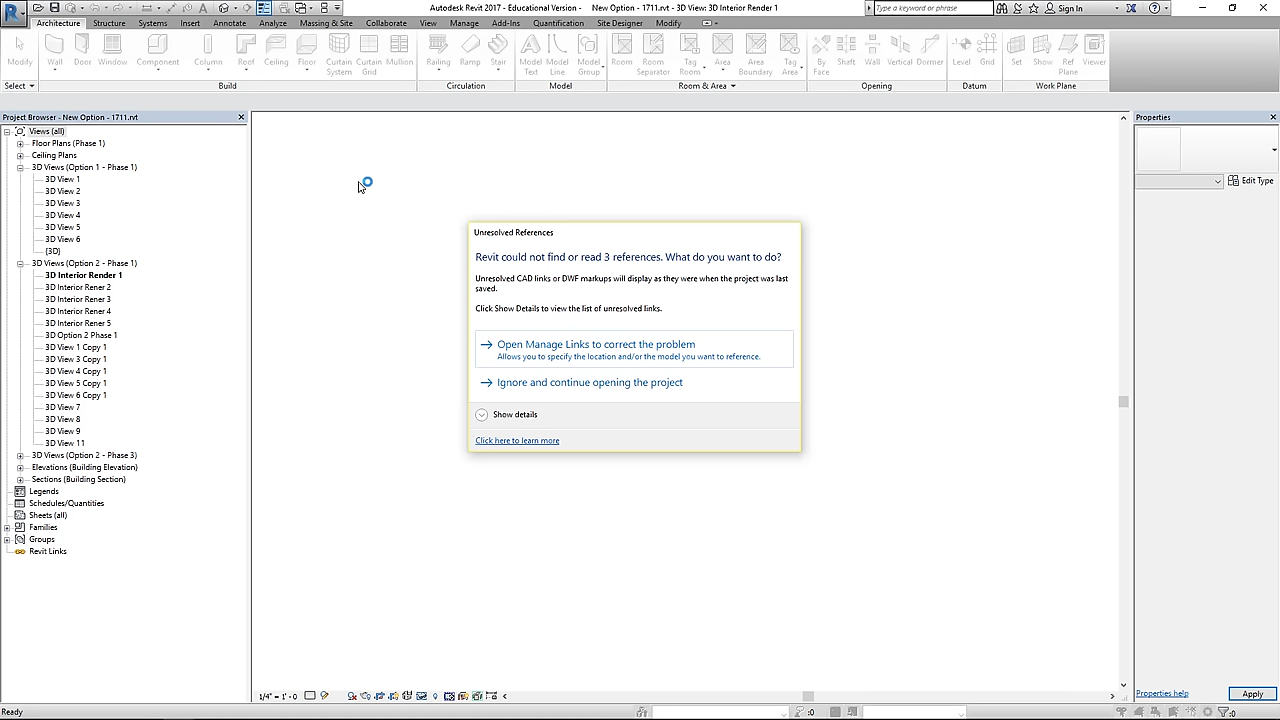 Autodesk Revit 2017 - Educational Version - New Option - 1711.rvt - 3D View: 3D Interior Render 1
Type a keyword or phrase
Sign In
Architecture Structure Systems Insert Annotate Analyze Massing & Site Collaborate View Manage Add-Ins Quantification Site Designer Modify
Modify Wall Door Window Component Column Roof Ceiling Floor Curtain System Curtain Grid Mullion Railing Ramp Stair Model Text Model Line Model Group Room Room Separator Tag Room Area Area Boundary Tag Area By Face Shaft Wall Vertical Dormer Level Grid Set Show Ref Plane Viewer
Select Build Circulation Model Room & Area Opening Datum Work Plane
Project Browser - New Option - 1711.rvt
Views (all)
Floor Plans (Phase 1)
Ceiling Plans
3D Views (Option 1 - Phase 1)
3D View 1
3D View 2
3D View 3
3D View 4
3D View 5
3D View 6
{3D}
3D Views (Option 2 - Phase 1)
3D Interior Render 1
3D Interior Rener 2
3D Interior Rener 3
3D Interior Rener 4
3D Interior Rener 5
3D Option 2 Phase 1
3D View 1 Copy 1
3D View 3 Copy 1
3D View 4 Copy 1
3D View 5 Copy 1
3D View 6 Copy 1
3D View 7
3D View 8
3D View 9
3D View 11
3D Views (Option 2 - Phase 3)
Elevations (Building Elevation)
Sections (Building Section)
Legends
Schedules/Quantities
Sheets (all)
Families
Groups
Revit Links
Unresolved References
Revit could not find or read 3 references. What do you want to do?
Unresolved CAD links or DWF markups will display as they were when the project was last
saved.
Click Show Details to view the list of unresolved links.
Open Manage Links to correct the problem
Allows you to specify the location and/or the model you want to reference.
Ignore and continue opening the project
Show details
Click here to learn more
Properties
Edit Type
Properties help
Apply
1/4" = 1'-0
Ready
:0
:0